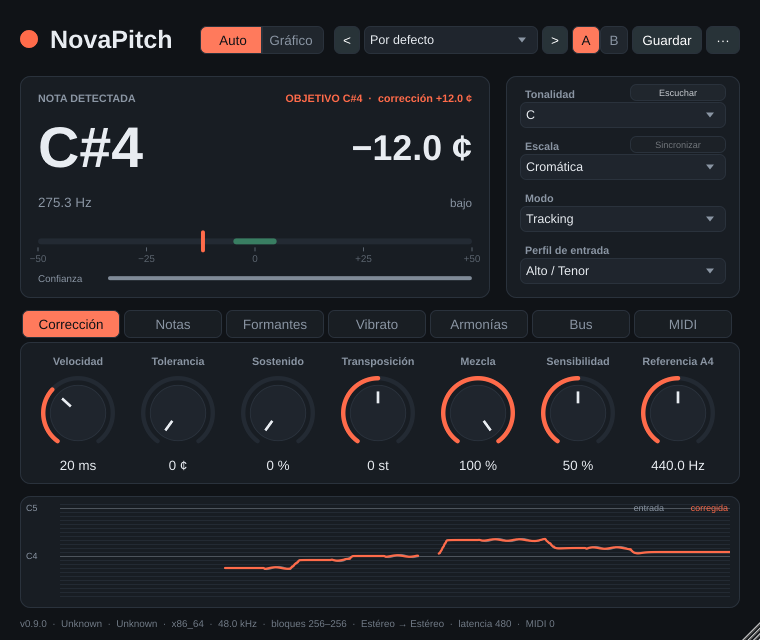 NovaPitch
Auto Gráfico < Por defecto > A B Guardar ...
NOTA DETECTADA OBJETIVO C#4 · corrección +12.0 ¢
C#4 −12.0 ¢
275.3 Hz bajo
−50 −25 0 +25 +50
Confianza
Tonalidad Escuchar
C
Escala Sincronizar
Cromática
Modo
Tracking
Perfil de entrada
Alto / Tenor
Corrección Notas Formantes Vibrato Armonías Bus MIDI
Velocidad Tolerancia Sostenido Transposición Mezcla Sensibilidad Referencia A4
20 ms 0 ¢ 0 % 0 st 100 % 50 % 440.0 Hz
C5 entrada corregida
C4
v0.9.0 · Unknown · Unknown · x86_64 · 48.0 kHz · bloques 256–256 · Estéreo → Estéreo · latencia 480 · MIDI 0